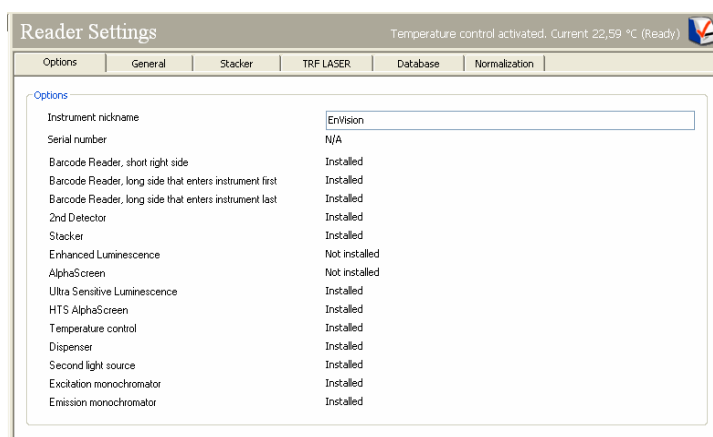 Reader Settings
Temperature control activated. Current 22,59 °C (Ready)
Options General Stacker TRF LASER Database Normalization
Options
Instrument nickname EnVision
Serial number N/A
Barcode Reader, short right side Installed
Barcode Reader, long side that enters instrument first Installed
Barcode Reader, long side that enters instrument last Installed
2nd Detector Installed
Stacker Installed
Enhanced Luminescence Not installed
AlphaScreen Not installed
Ultra Sensitive Luminescence Installed
HTS AlphaScreen Installed
Temperature control Installed
Dispenser Installed
Second light source Installed
Excitation monochromator Installed
Emission monochromator Installed